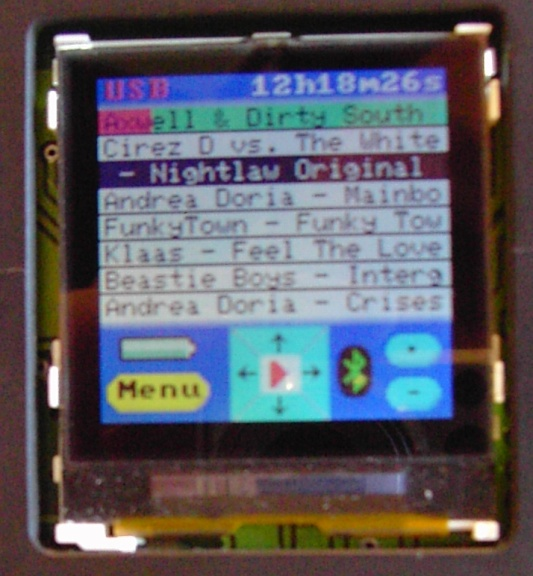 USB 12h18m26s
Axwell & Dirty South
Cirez D vs. The White
- Nightlaw Original
Andrea Doria - Mainbo
FunkyTown - Funky Tow
Klaas - Feel The Love
Beastie Boys - Interg
Andrea Doria - Crises
Menu
+
-